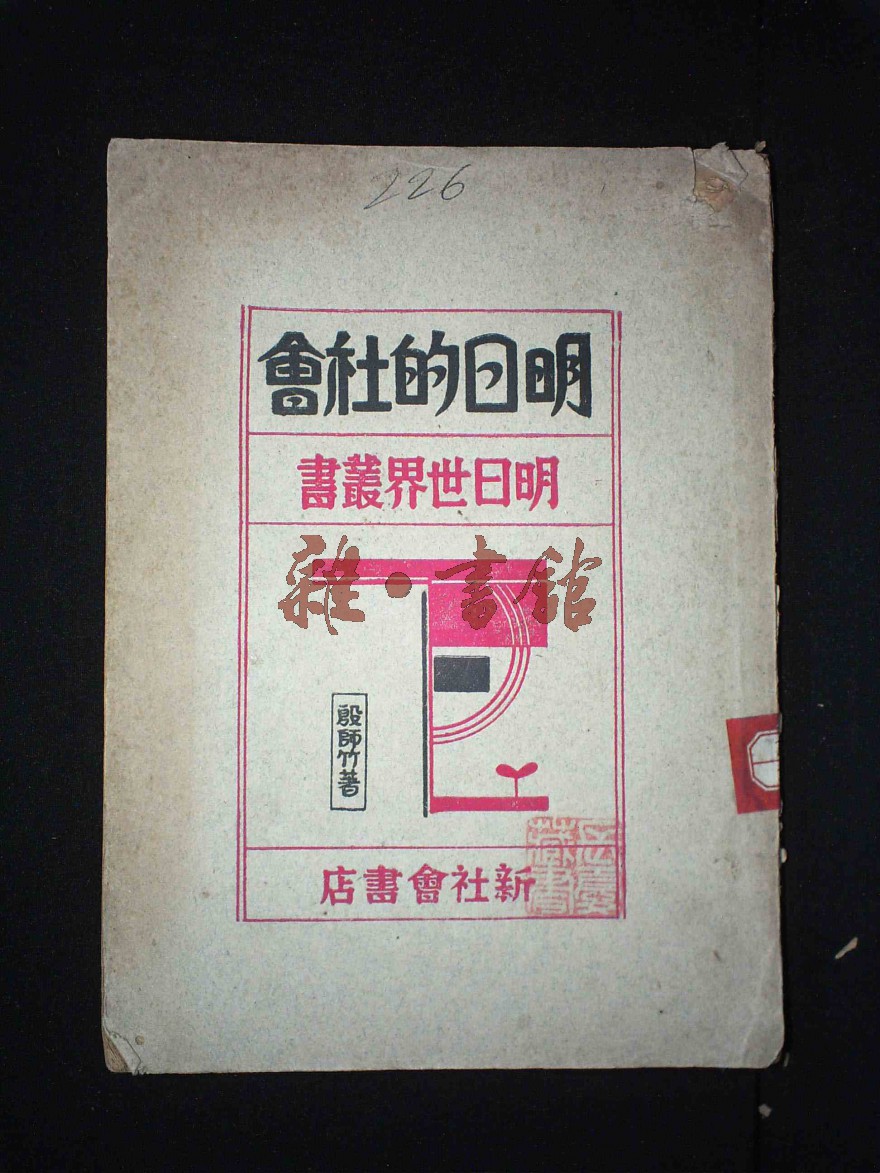 226
明日的社會
明日世界叢書
雜·書館
殷師竹著
新社會書店